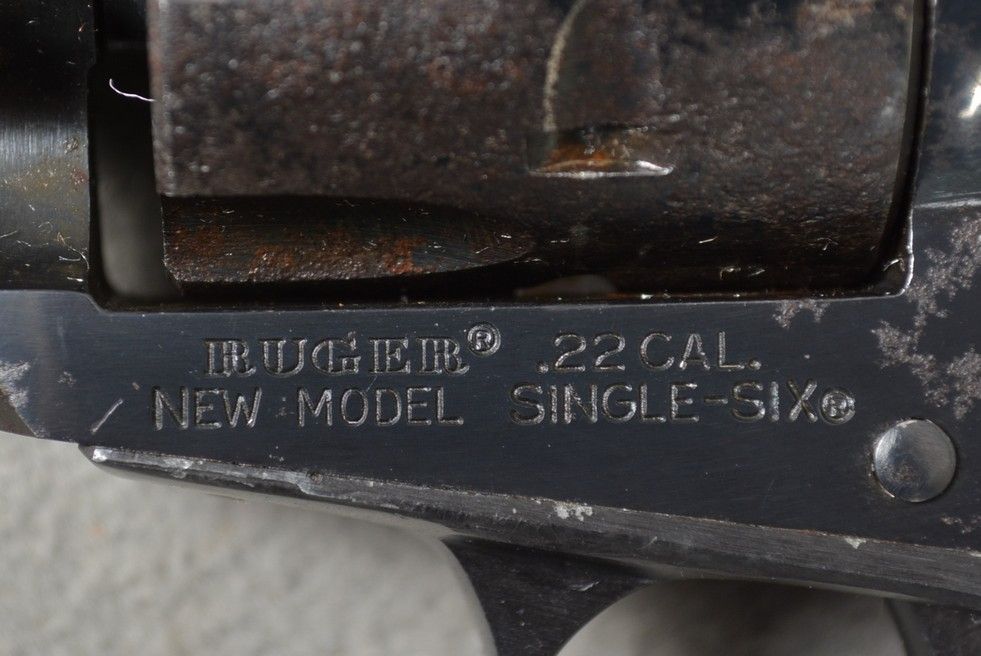 RUGER® .22 CAL.
NEW MODEL SINGLE-SIX®